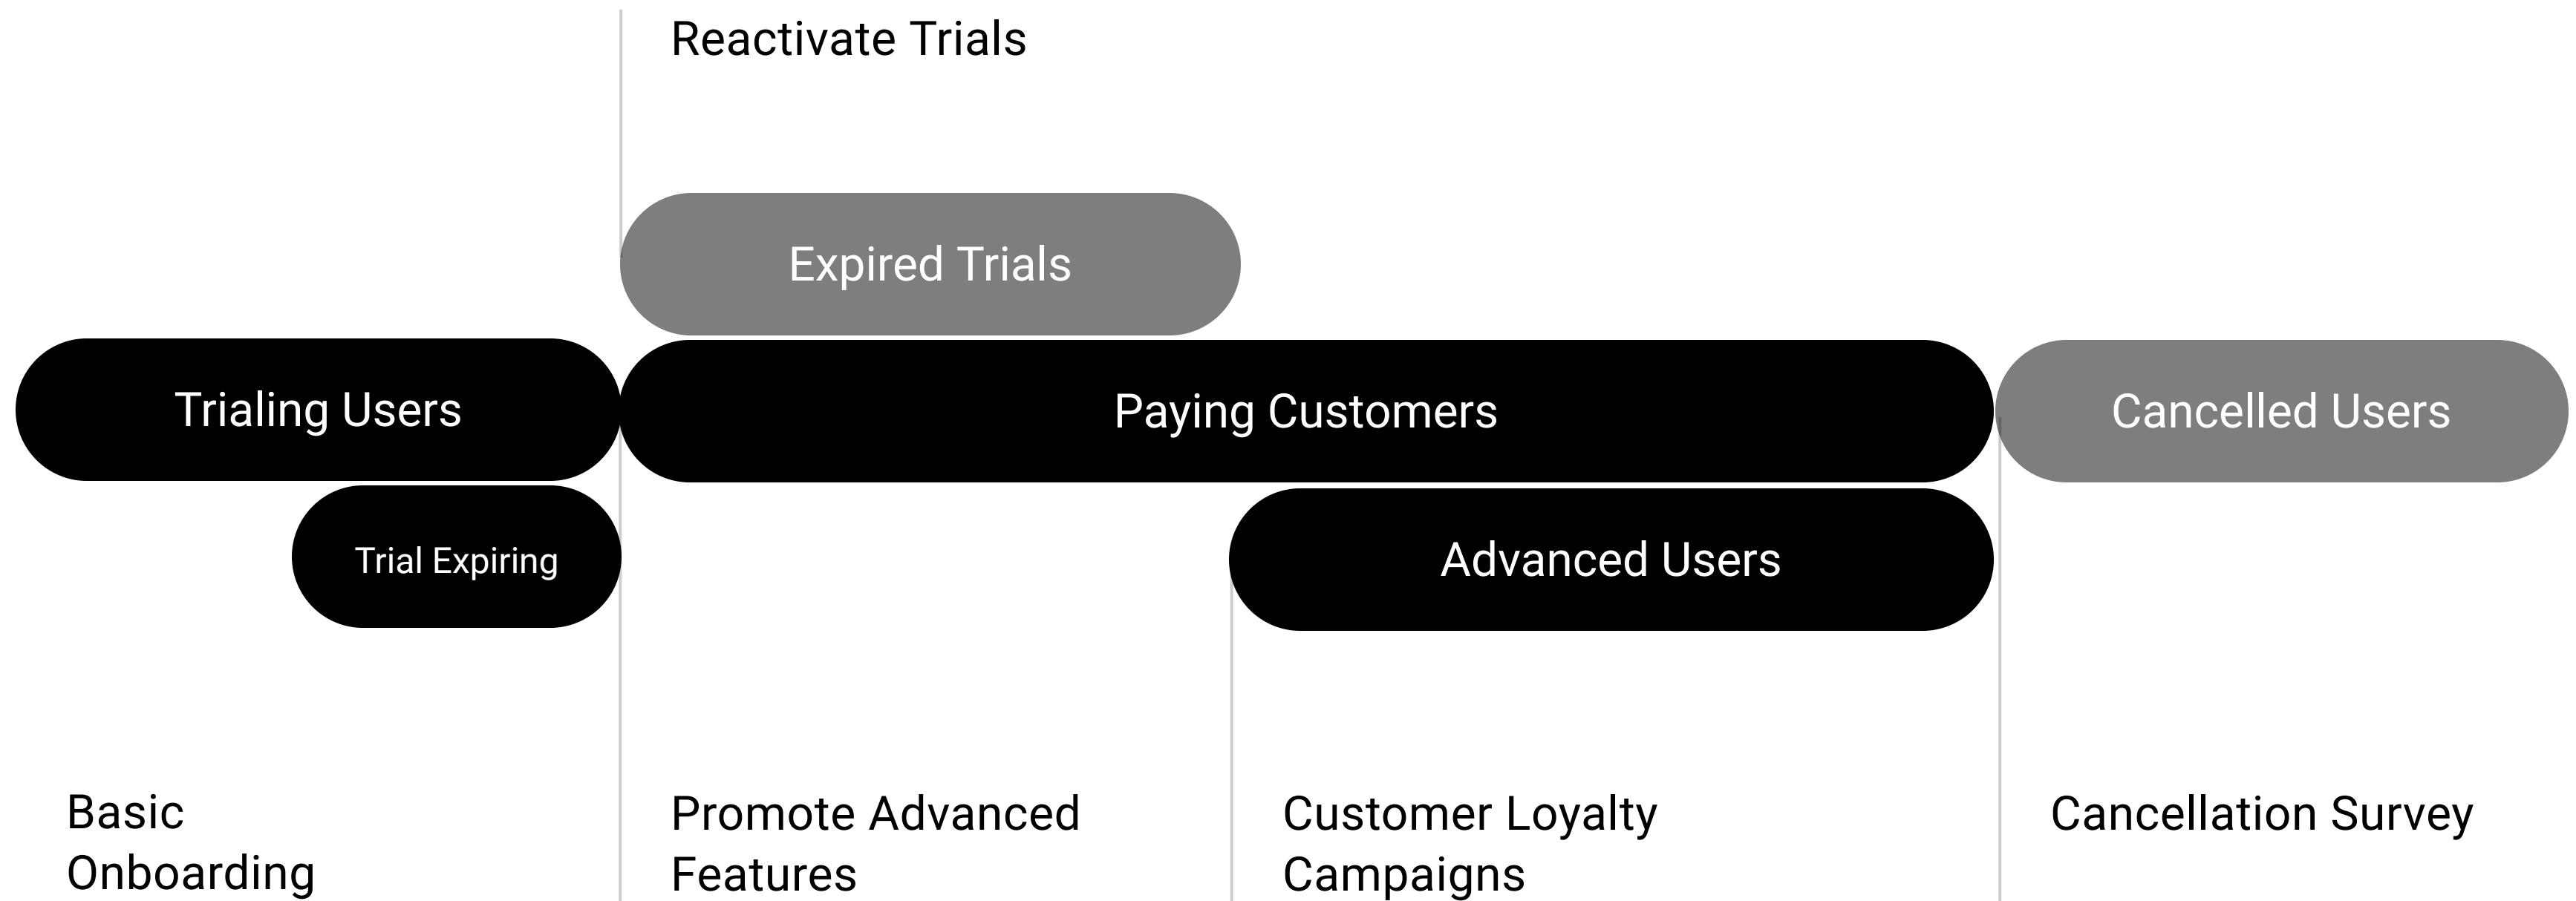 Reactivate Trials
Expired Trials
Trialing Users
Paying Customers
Cancelled Users
Trial Expiring
Advanced Users
Basic
Onboarding
Promote Advanced
Features
Customer Loyalty
Campaigns
Cancellation Survey